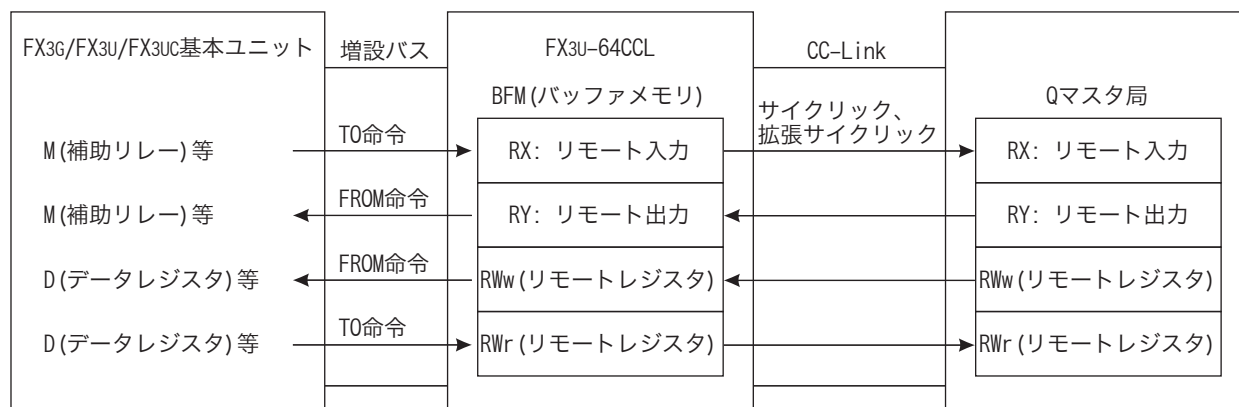 FX3G/FX3U/FX3UC基本ユニット
増設バス
FX3U-64CCL
CC-Link
BFM(バッファメモリ)
Qマスタ局
サイクリック、
拡張サイクリック
M(補助リレー)等
TO命令
RX: リモート入力
RX: リモート入力
M(補助リレー)等
FROM命令
RY: リモート出力
RY: リモート出力
D(データレジスタ)等
FROM命令
RWw(リモートレジスタ)
RWw(リモートレジスタ)
D(データレジスタ)等
TO命令
RWr(リモートレジスタ)
RWr(リモートレジスタ)